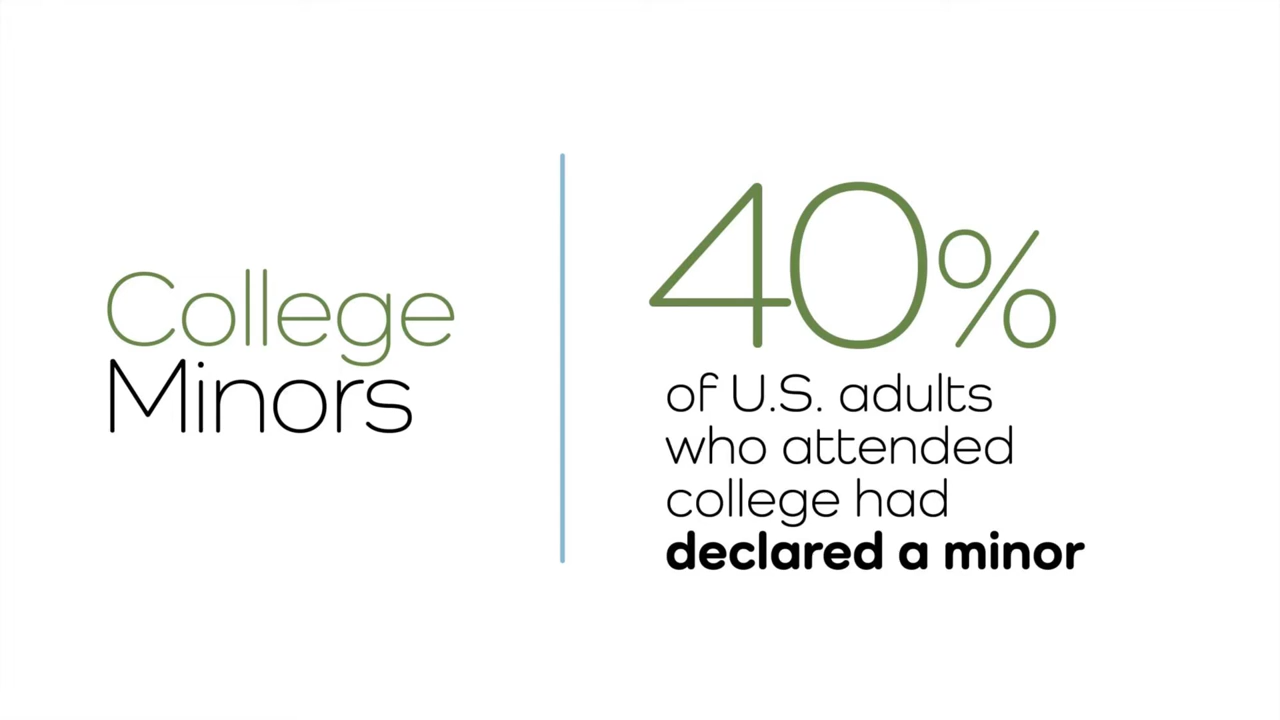 College
Minors
40%
of U.S. adults
who attended
college had
declared a minor